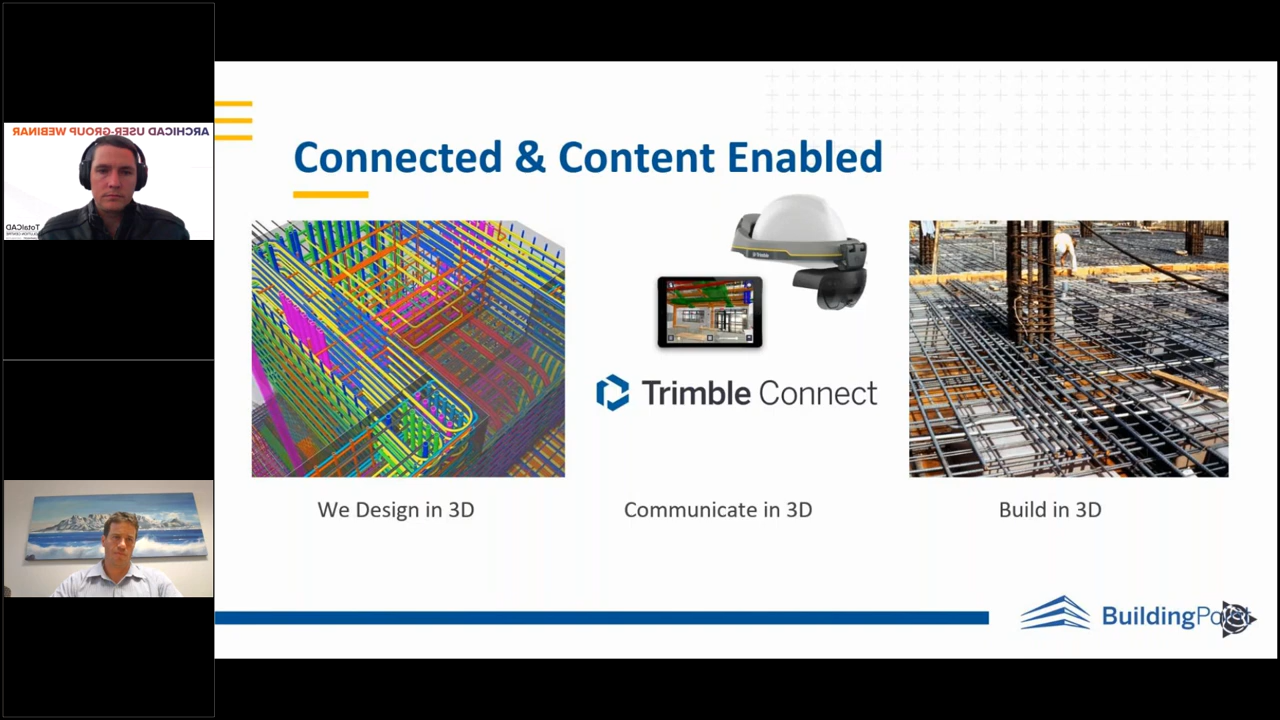 ARCHICAD USER-GROUP WEBINAR
TotalCAD
Connected & Content Enabled
Trimble
Trimble Connect
We Design in 3D
Communicate in 3D
Build in 3D
BuildingPoint